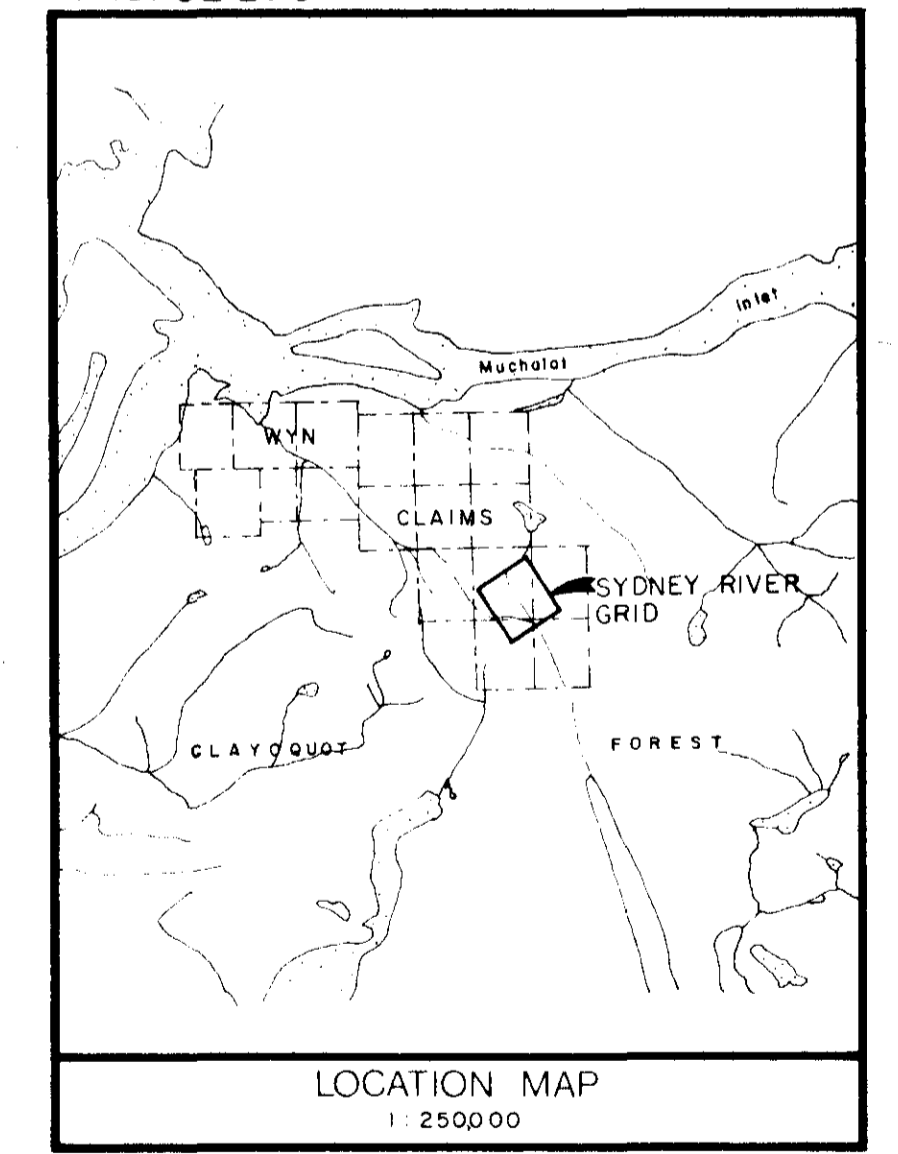 Inlet
Muchalat
WYN
CLAIMS
SYDNEY RIVER
GRID
CLAYOQUOT
FOREST
LOCATION MAP
1 : 250,000